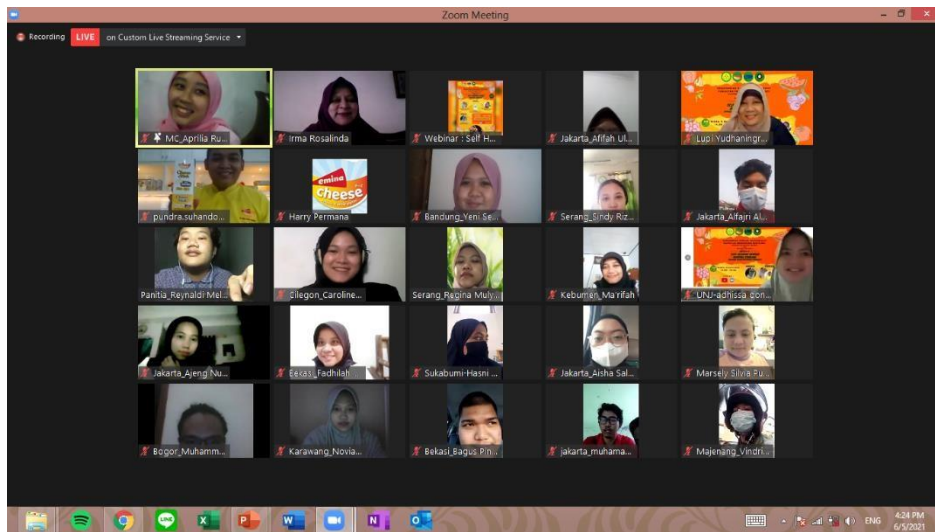 Zoom Meeting
Recording
LIVE
on Custom Live Streaming Service
MC_Aprilia Ru...
Irma Rosalinda
Webinar : Self H...
Jakarta_Afifah Ul...
Lupi Yudhaningr...
pundra.suhando...
emina
cheese
Harry Permana
Bandung_Yeni Se...
Serang_Sindy Riz...
Jakarta_Alfajri Al...
Panitia_Reynaldi Mel...
Cilegon_Caroline...
Serang_Regina Muly...
Kebumen_Ma'rifah
UNJ-adhissa qon...
Jakarta_Ajeng Nu...
Bekasi_Fadhilah ...
Sukabumi-Hasni ...
Jakarta_Aisha Sal...
Marsely Silvia Pu...
Bogor_Muhamm...
Karawang_Novia...
Bekasi_Bagus Pin...
jakarta_muhama...
Majenang_Vindri...
ENG
4:24 PM
6/5/2021